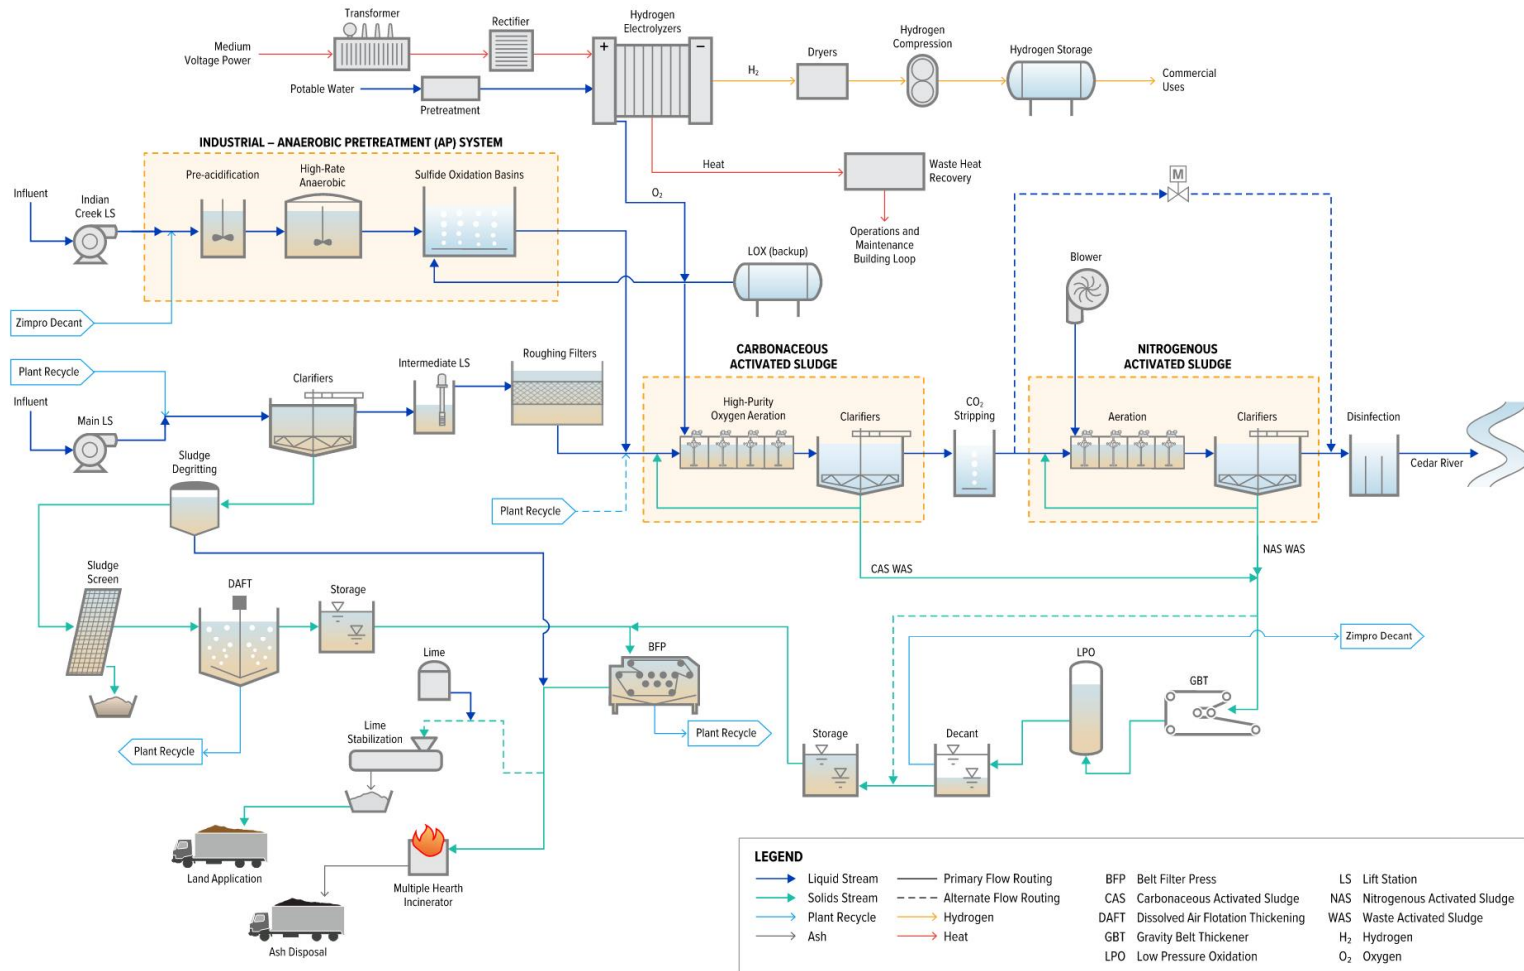 Transformer
Rectifier
Hydrogen
Electrolyzers
Hydrogen
Compression
Dryers
Hydrogen Storage
Medium
Voltage Power
+
−
H₂
Commercial
Uses
Potable Water
Pretreatment
INDUSTRIAL – ANAEROBIC PRETREATMENT (AP) SYSTEM
Heat
Waste Heat
Recovery
Pre-acidification
High-Rate
Anaerobic
Sulfide Oxidation Basins
M
Influent
Indian
Creek LS
O₂
Operations and
Maintenance
Building Loop
LOX (backup)
Blower
Zimpro Decant
Plant Recycle
Clarifiers
Intermediate LS
Roughing Filters
CARBONACEOUS
ACTIVATED SLUDGE
NITROGENOUS
ACTIVATED SLUDGE
Influent
Main LS
High-Purity
Oxygen Aeration
Clarifiers
CO₂
Stripping
Aeration
Clarifiers
Disinfection
Cedar River
Sludge
Degritting
Plant Recycle
NAS WAS
CAS WAS
Sludge
Screen
DAFT
Storage
BFP
Zimpro Decant
Lime
LPO
GBT
Lime
Stabilization
Plant Recycle
Plant Recycle
Storage
Decant
Land Application
Multiple Hearth
Incinerator
Ash Disposal
LEGEND
Liquid Stream
Solids Stream
Plant Recycle
Ash
Primary Flow Routing
Alternate Flow Routing
Hydrogen
Heat
BFP Belt Filter Press
CAS Carbonaceous Activated Sludge
DAFT Dissolved Air Flotation Thickening
GBT Gravity Belt Thickener
LPO Low Pressure Oxidation
LS Lift Station
NAS Nitrogenous Activated Sludge
WAS Waste Activated Sludge
H₂ Hydrogen
O₂ Oxygen